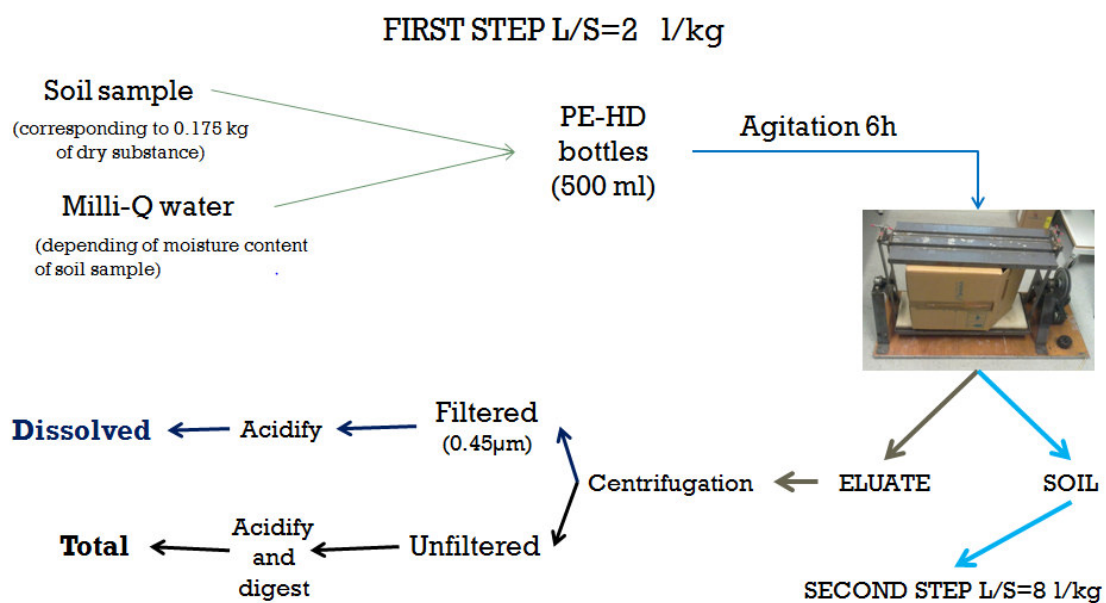 FIRST STEP L/S=2 l/kg
Soil sample
(corresponding to 0.175 kg
of dry substance)
Milli-Q water
(depending of moisture content
of soil sample)
.
PE-HD
bottles
(500 ml)
Agitation 6h
Dissolved
Acidify
Filtered
(0.45µm)
Centrifugation
ELUATE
SOIL
Total
Acidify
and
digest
Unfiltered
SECOND STEP L/S=8 l/kg